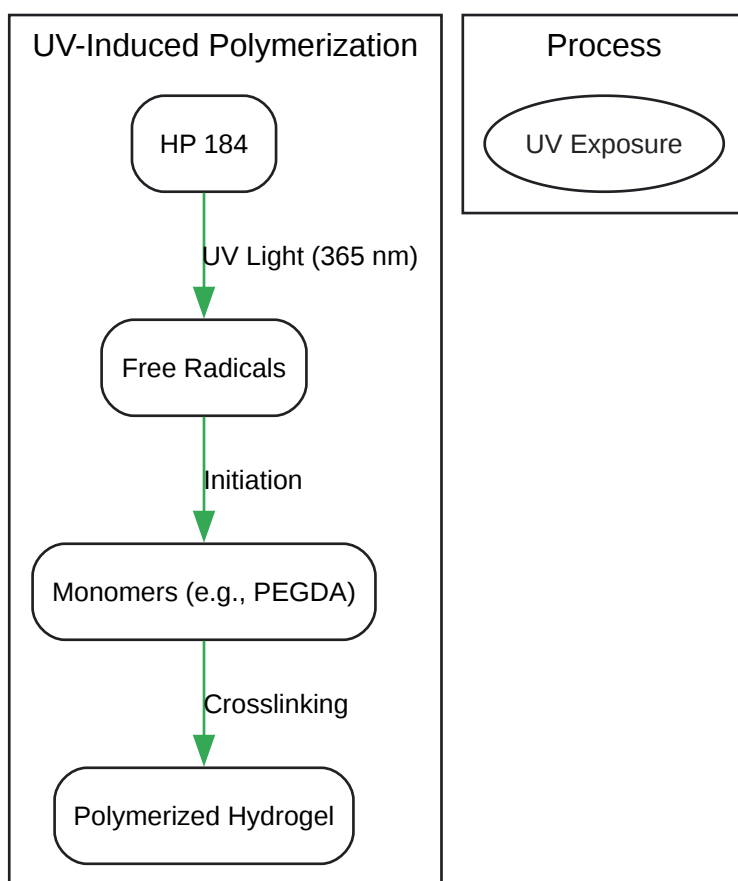 UV-Induced Polymerization
HP 184
UV Light (365 nm)
Free Radicals
Initiation
Monomers (e.g., PEGDA)
Crosslinking
Polymerized Hydrogel
Process
UV Exposure